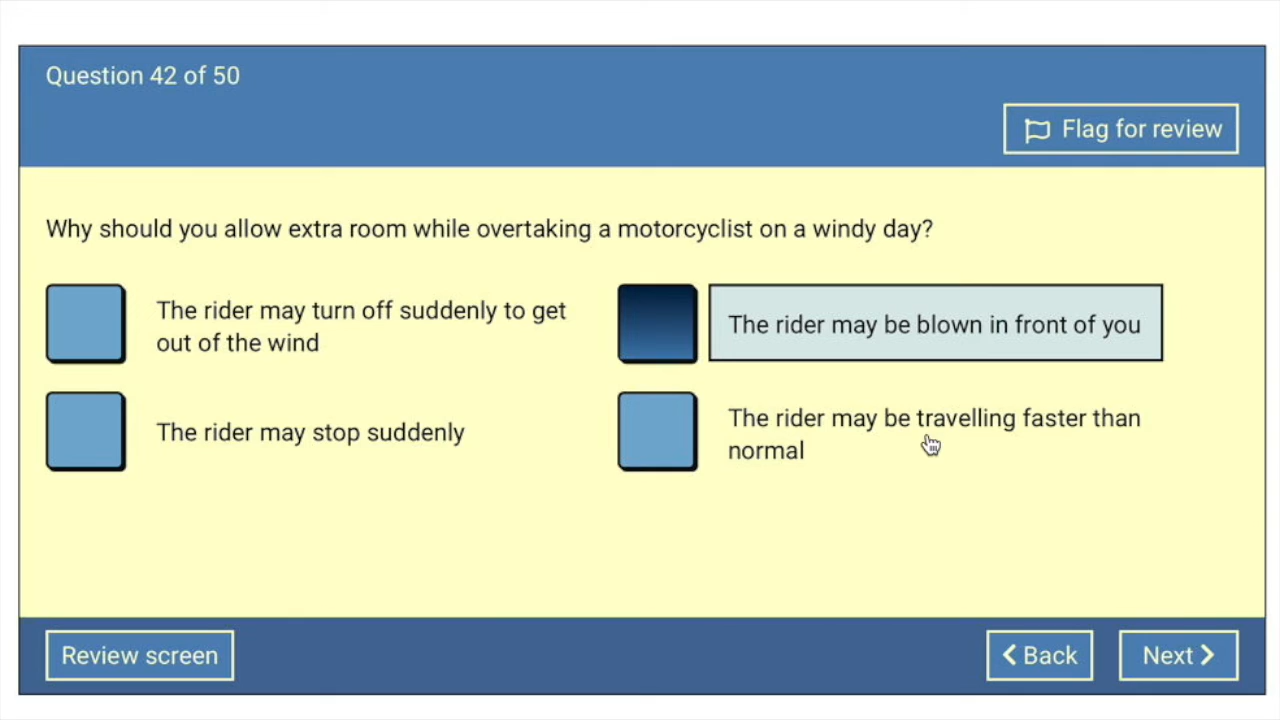 Question 42 of 50
Flag for review
Why should you allow extra room while overtaking a motorcyclist on a windy day?
The rider may turn off suddenly to get
out of the wind
The rider may be blown in front of you
The rider may stop suddenly
The rider may be travelling faster than
normal
Review screen
Back
Next